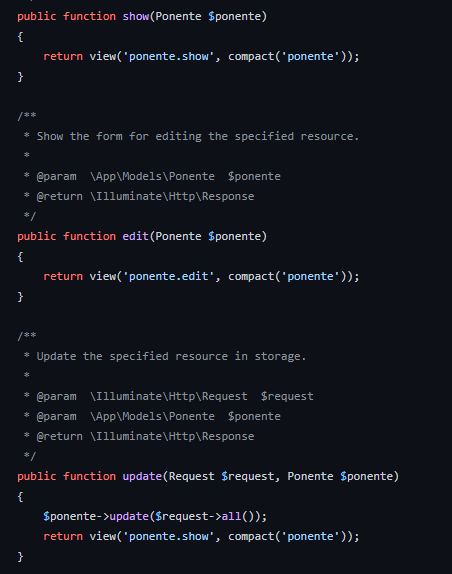 public function show(Ponente $ponente)
{
    return view('ponente.show', compact('ponente'));
}

/**
 * Show the form for editing the specified resource.
 *
 * @param  \App\Models\Ponente  $ponente
 * @return \Illuminate\Http\Response
 */
public function edit(Ponente $ponente)
{
    return view('ponente.edit', compact('ponente'));
}

/**
 * Update the specified resource in storage.
 *
 * @param  \Illuminate\Http\Request  $request
 * @param  \App\Models\Ponente  $ponente
 * @return \Illuminate\Http\Response
 */
public function update(Request $request, Ponente $ponente)
{
    $ponente->update($request->all());
    return view('ponente.show', compact('ponente'));
}